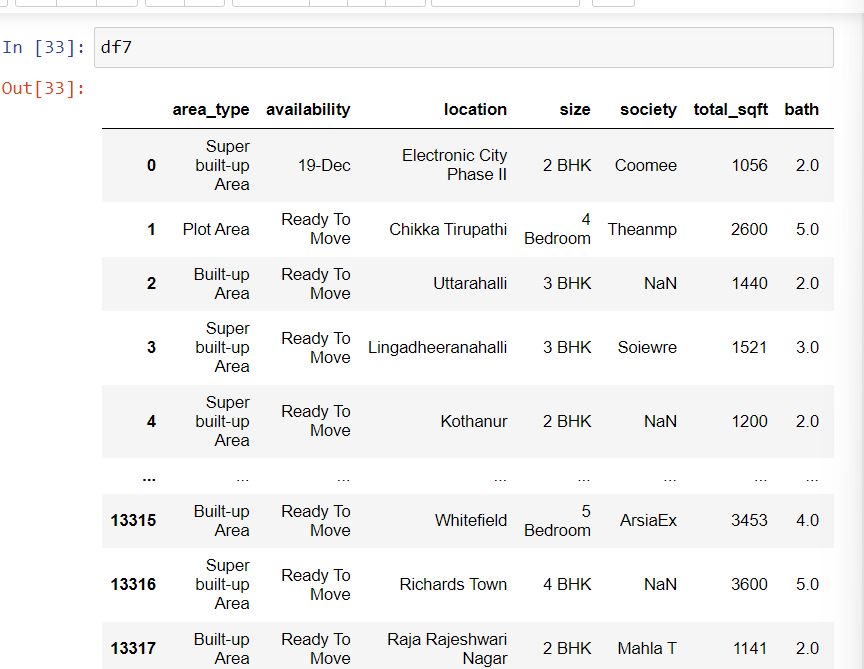 In [33]: df7
Out[33]:
area_type availability location size society total_sqft bath
0 Super built-up Area 19-Dec Electronic City Phase II 2 BHK Coomee 1056 2.0
1 Plot Area Ready To Move Chikka Tirupathi 4 Bedroom Theanmp 2600 5.0
2 Built-up Area Ready To Move Uttarahalli 3 BHK NaN 1440 2.0
3 Super built-up Area Ready To Move Lingadheeranahalli 3 BHK Soiewre 1521 3.0
4 Super built-up Area Ready To Move Kothanur 2 BHK NaN 1200 2.0
... ... ... ... ... ... ... ...
13315 Built-up Area Ready To Move Whitefield 5 Bedroom ArsiaEx 3453 4.0
13316 Super built-up Area Ready To Move Richards Town 4 BHK NaN 3600 5.0
13317 Built-up Area Ready To Move Raja Rajeshwari Nagar 2 BHK Mahla T 1141 2.0